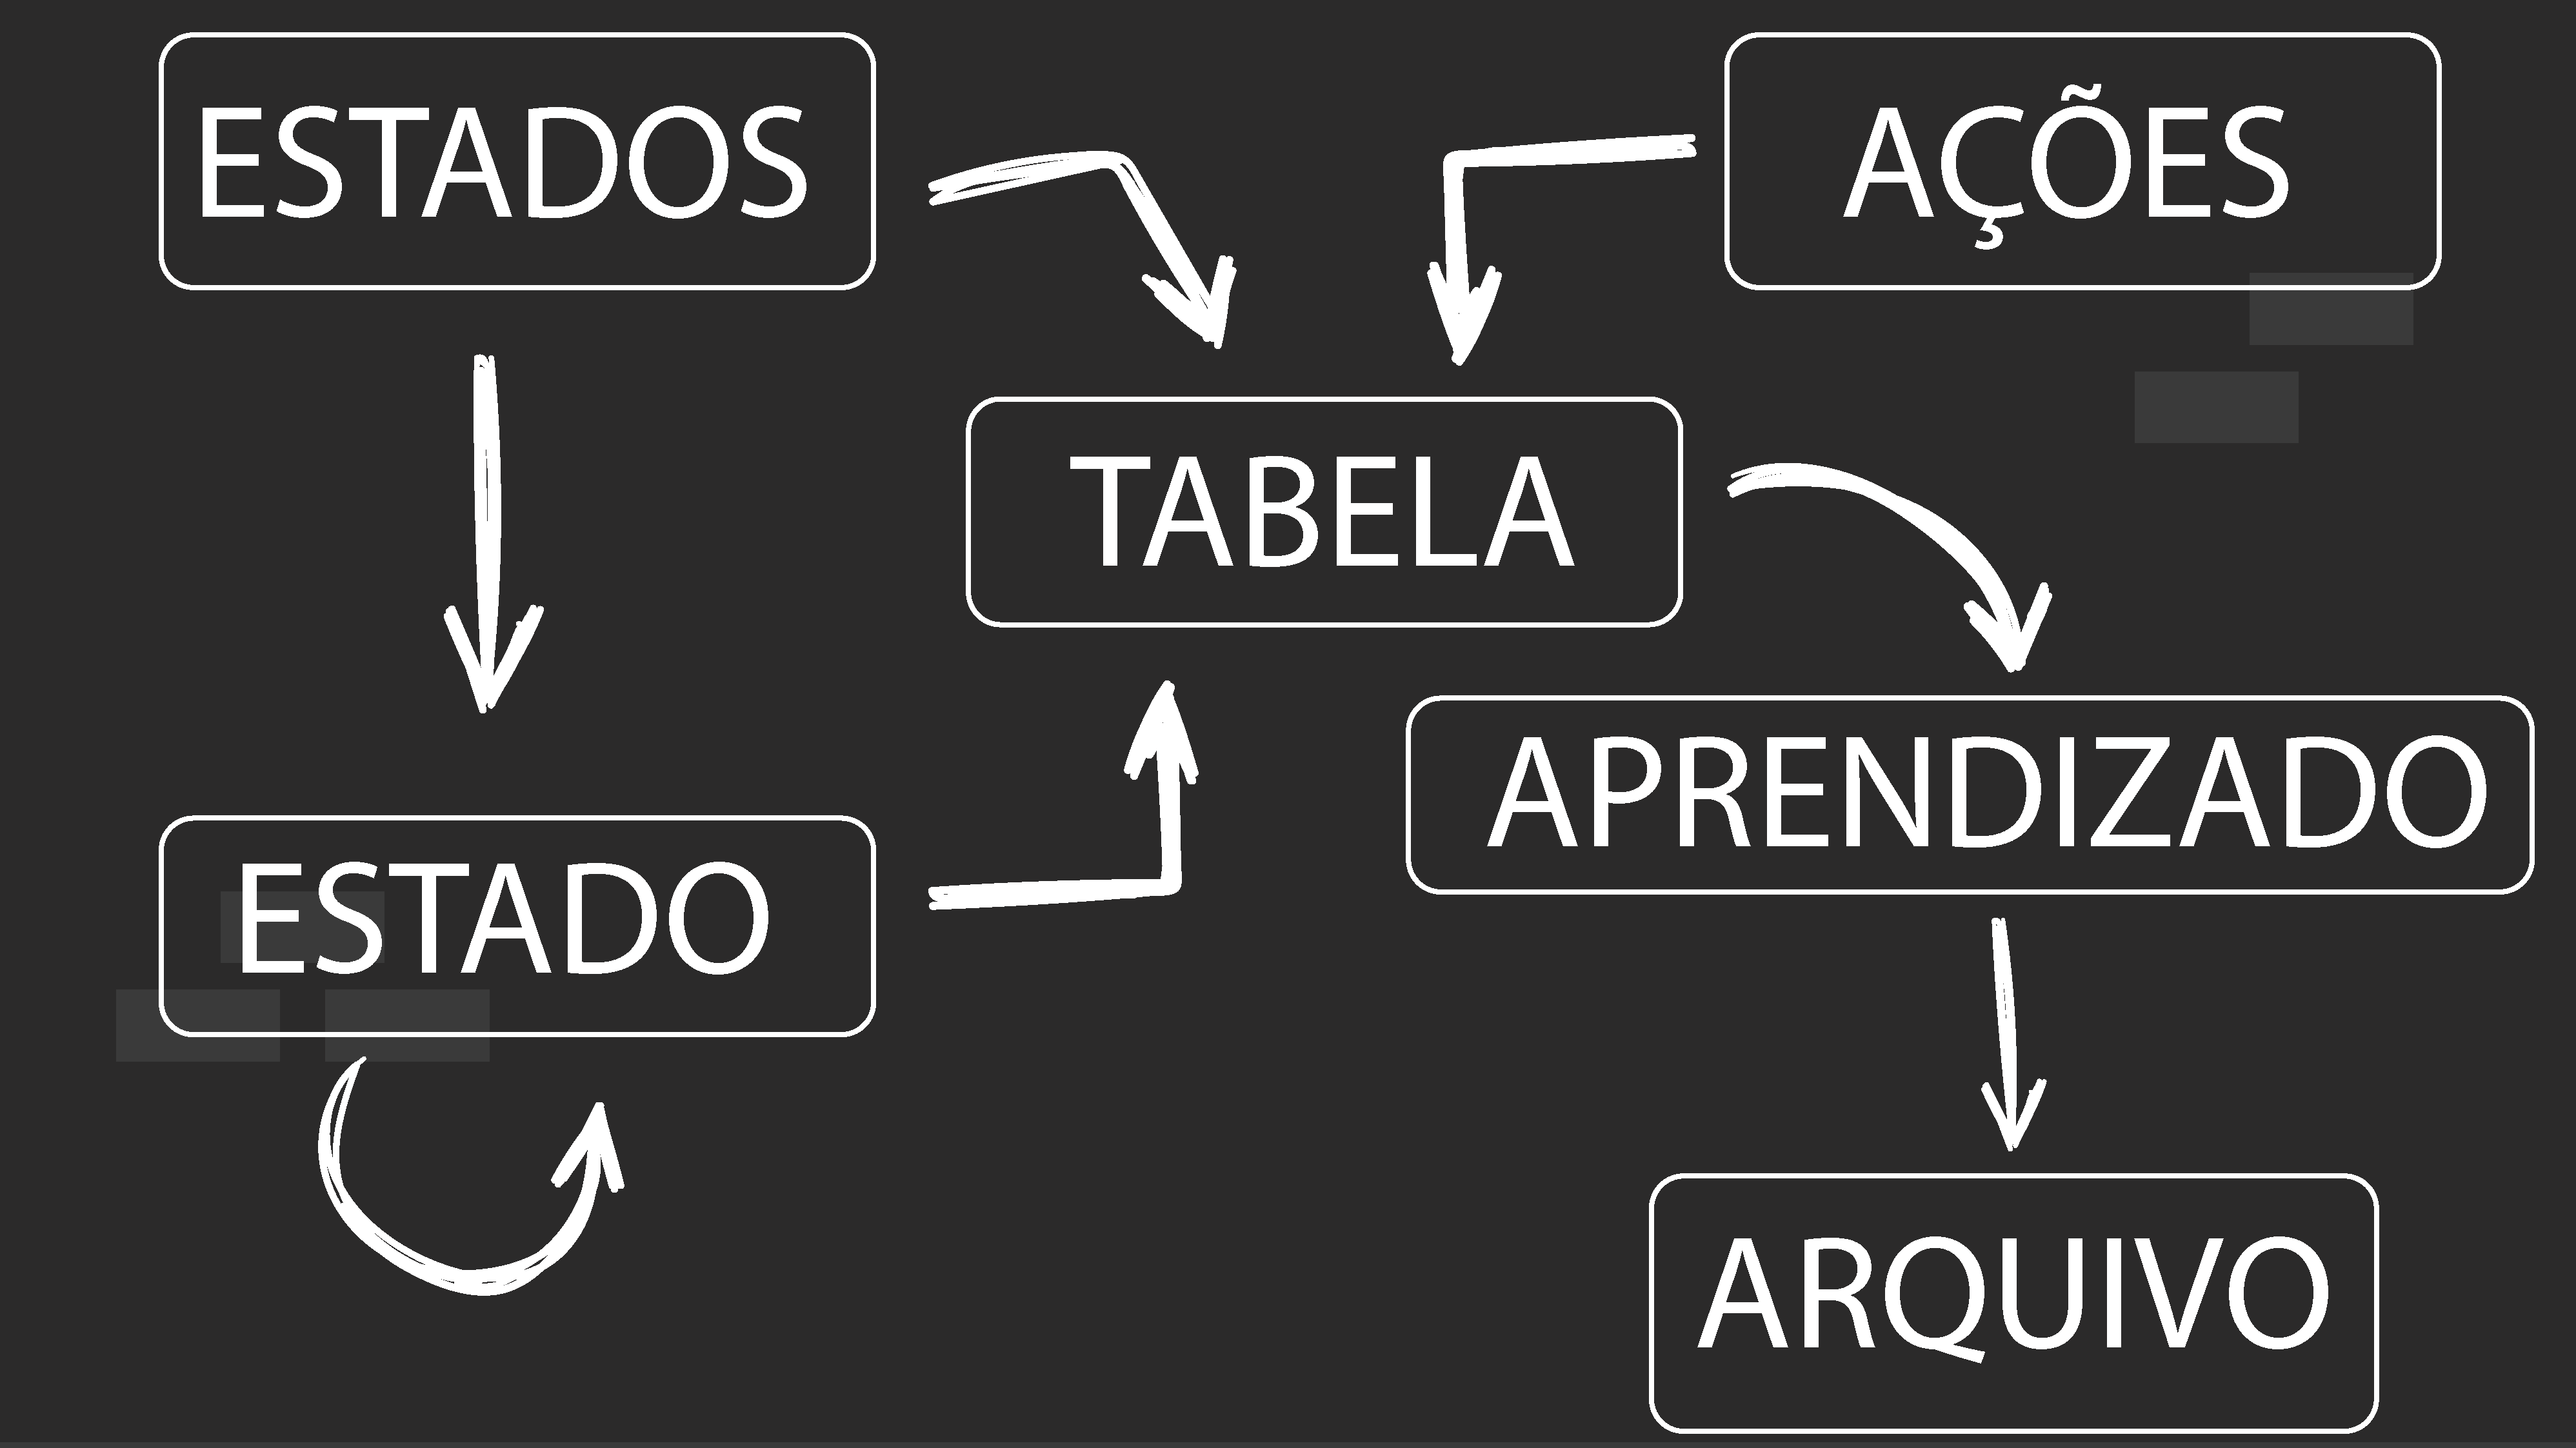 ESTADOS
AÇÕES
TABELA
APRENDIZADO
ESTADO
ARQUIVO